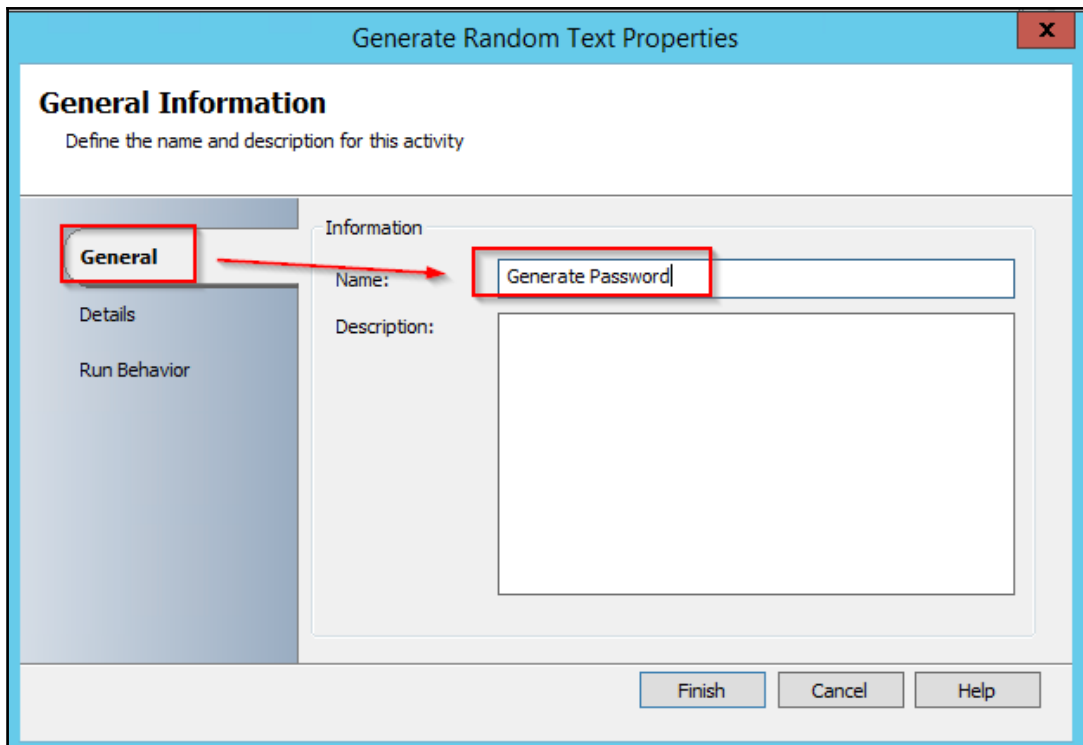 Generate Random Text Properties
x
General Information
Define the name and description for this activity
General
Details
Run Behavior
Information
Name:
Generate Password
Description:
Finish
Cancel
Help